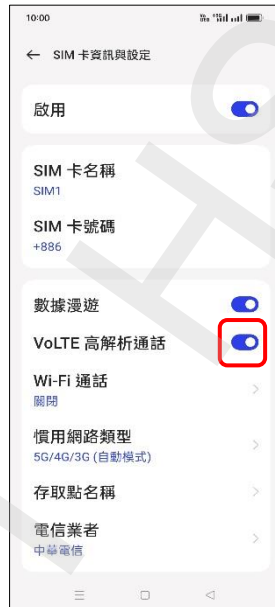 10:00
← SIM 卡資訊與設定
啟用
SIM 卡名稱
SIM1
SIM 卡號碼
+886
數據漫遊
VoLTE 高解析通話
Wi-Fi 通話
關閉
慣用網路類型
5G/4G/3G (自動模式)
存取點名稱
電信業者
中華電信